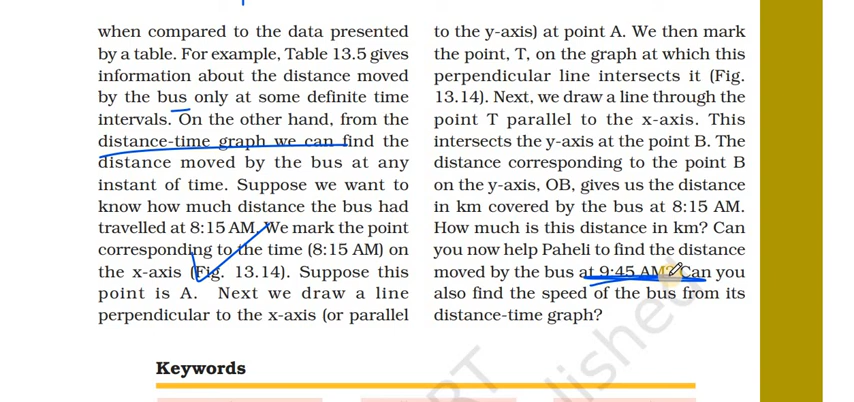 when compared to the data presented
by a table. For example, Table 13.5 gives
information about the distance moved
by the bus only at some definite time
intervals. On the other hand, from the
distance-time graph we can find the
distance moved by the bus at any
instant of time. Suppose we want to
know how much distance the bus had
travelled at 8:15 AM. We mark the point
corresponding to the time (8:15 AM) on
the x-axis (Fig. 13.14). Suppose this
point is A. Next we draw a line
perpendicular to the x-axis (or parallel
to the y-axis) at point A. We then mark
the point, T, on the graph at which this
perpendicular line intersects it (Fig.
13.14). Next, we draw a line through the
point T parallel to the x-axis. This
intersects the y-axis at the point B. The
distance corresponding to the point B
on the y-axis, OB, gives us the distance
in km covered by the bus at 8:15 AM.
How much is this distance in km? Can
you now help Paheli to find the distance
moved by the bus at 9:45 AM? Can you
also find the speed of the bus from its
distance-time graph?
Keywords